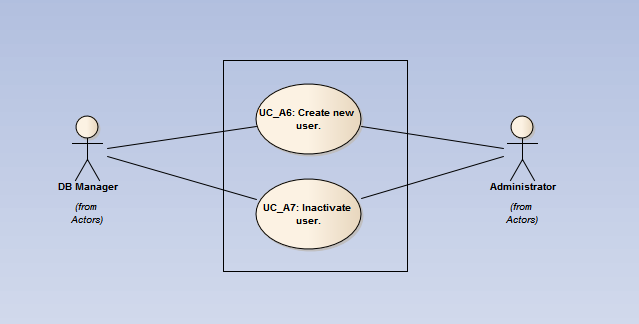 UC_A6: Create new
user.
DB Manager
(from
Actors)
Administrator
(from
Actors)
UC_A7: Inactivate
user.